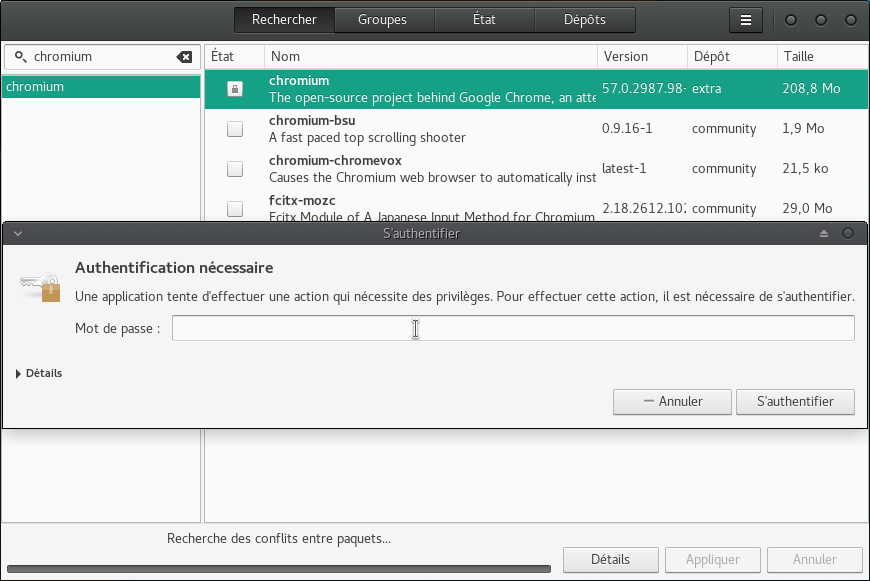 Rechercher Groupes État Dépôts
chromium
chromium
État Nom Version Dépôt Taille
chromium
The open-source project behind Google Chrome, an atte
57.0.2987.98- extra 208,8 Mo
chromium-bsu
A fast paced top scrolling shooter
0.9.16-1 community 1,9 Mo
chromium-chromevox
Causes the Chromium web browser to automatically inst
latest-1 community 21,5 ko
fcitx-mozc
Fcitx Module of A Japanese Input Method for Chromium
2.18.2612.102 community 29,0 Mo
S'authentifier
Authentification nécessaire
Une application tente d'effectuer une action qui nécessite des privilèges. Pour effectuer cette action, il est nécessaire de s'authentifier.
Mot de passe :
Détails
Annuler S'authentifier
Recherche des conflits entre paquets...
Détails Appliquer Annuler